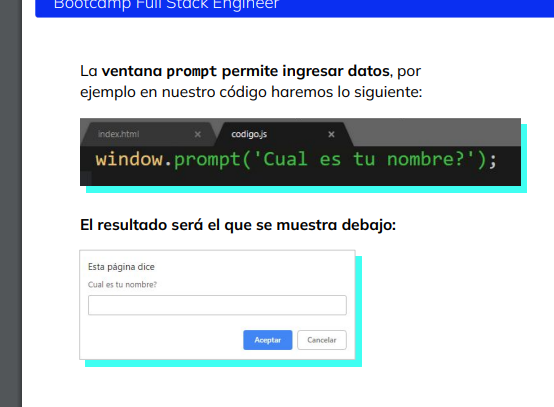 Bootcamp Full Stack Engineer
La ventana prompt permite ingresar datos, por
ejemplo en nuestro código haremos lo siguiente:
index.html × codigo.js ×
window.prompt('Cual es tu nombre?');
El resultado será el que se muestra debajo:
Esta página dice
Cual es tu nombre?
Aceptar Cancelar